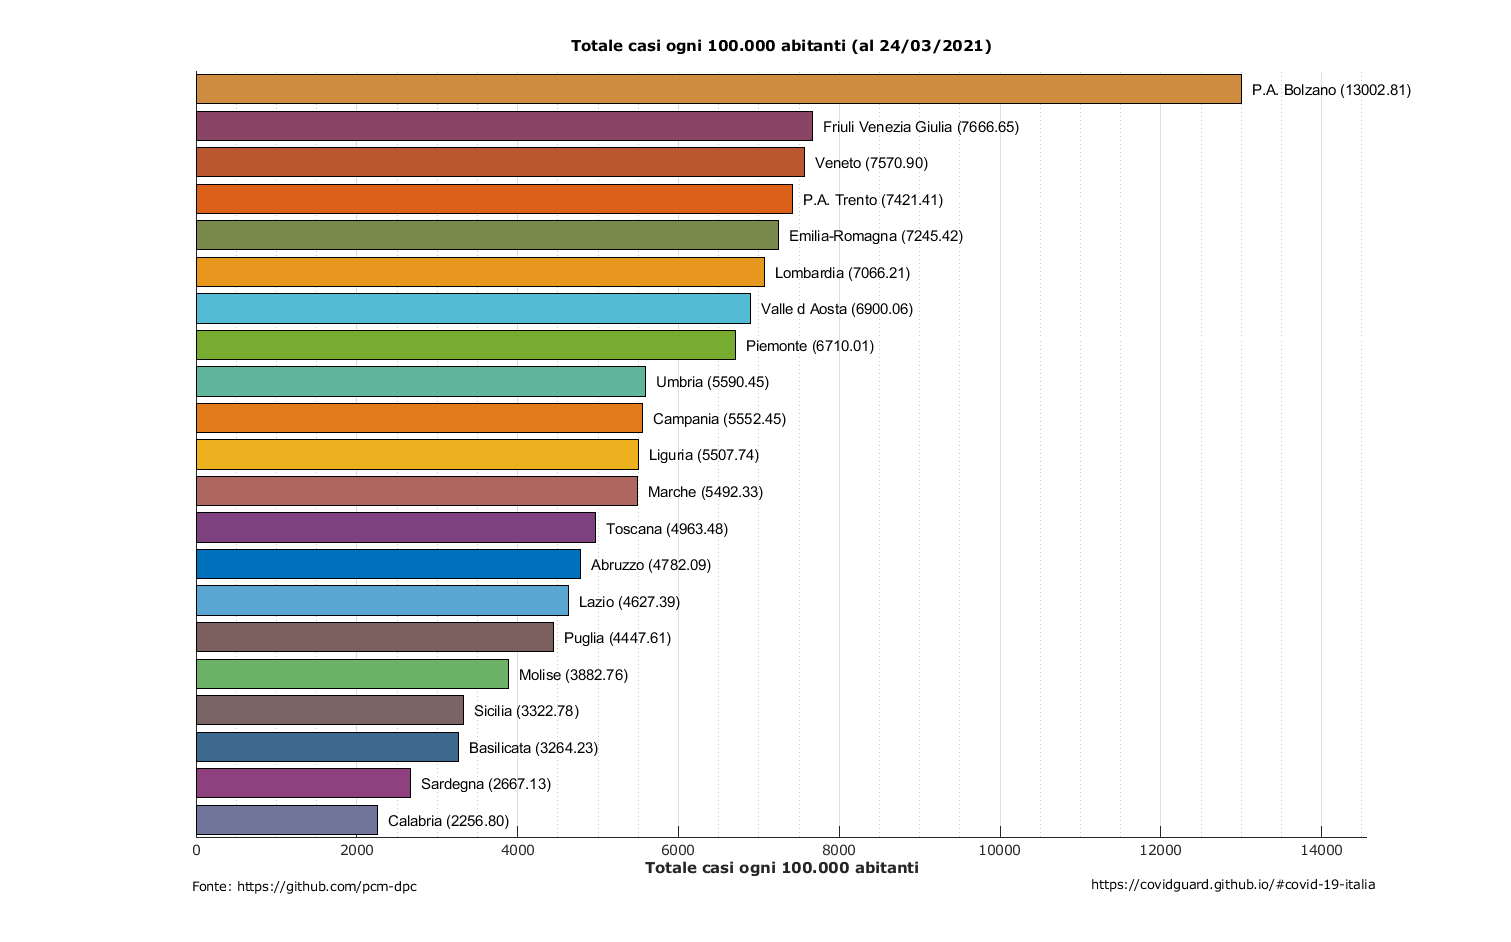 Totale casi ogni 100.000 abitanti (al 24/03/2021)
P.A. Bolzano (13002.81)
Friuli Venezia Giulia (7666.65)
Veneto (7570.90)
P.A. Trento (7421.41)
Emilia-Romagna (7245.42)
Lombardia (7066.21)
Valle d Aosta (6900.06)
Piemonte (6710.01)
Umbria (5590.45)
Campania (5552.45)
Liguria (5507.74)
Marche (5492.33)
Toscana (4963.48)
Abruzzo (4782.09)
Lazio (4627.39)
Puglia (4447.61)
Molise (3882.76)
Sicilia (3322.78)
Basilicata (3264.23)
Sardegna (2667.13)
Calabria (2256.80)
0 2000 4000 6000 8000 10000 12000 14000
Totale casi ogni 100.000 abitanti
Fonte: https://github.com/pcm-dpc
https://covidguard.github.io/#covid-19-italia